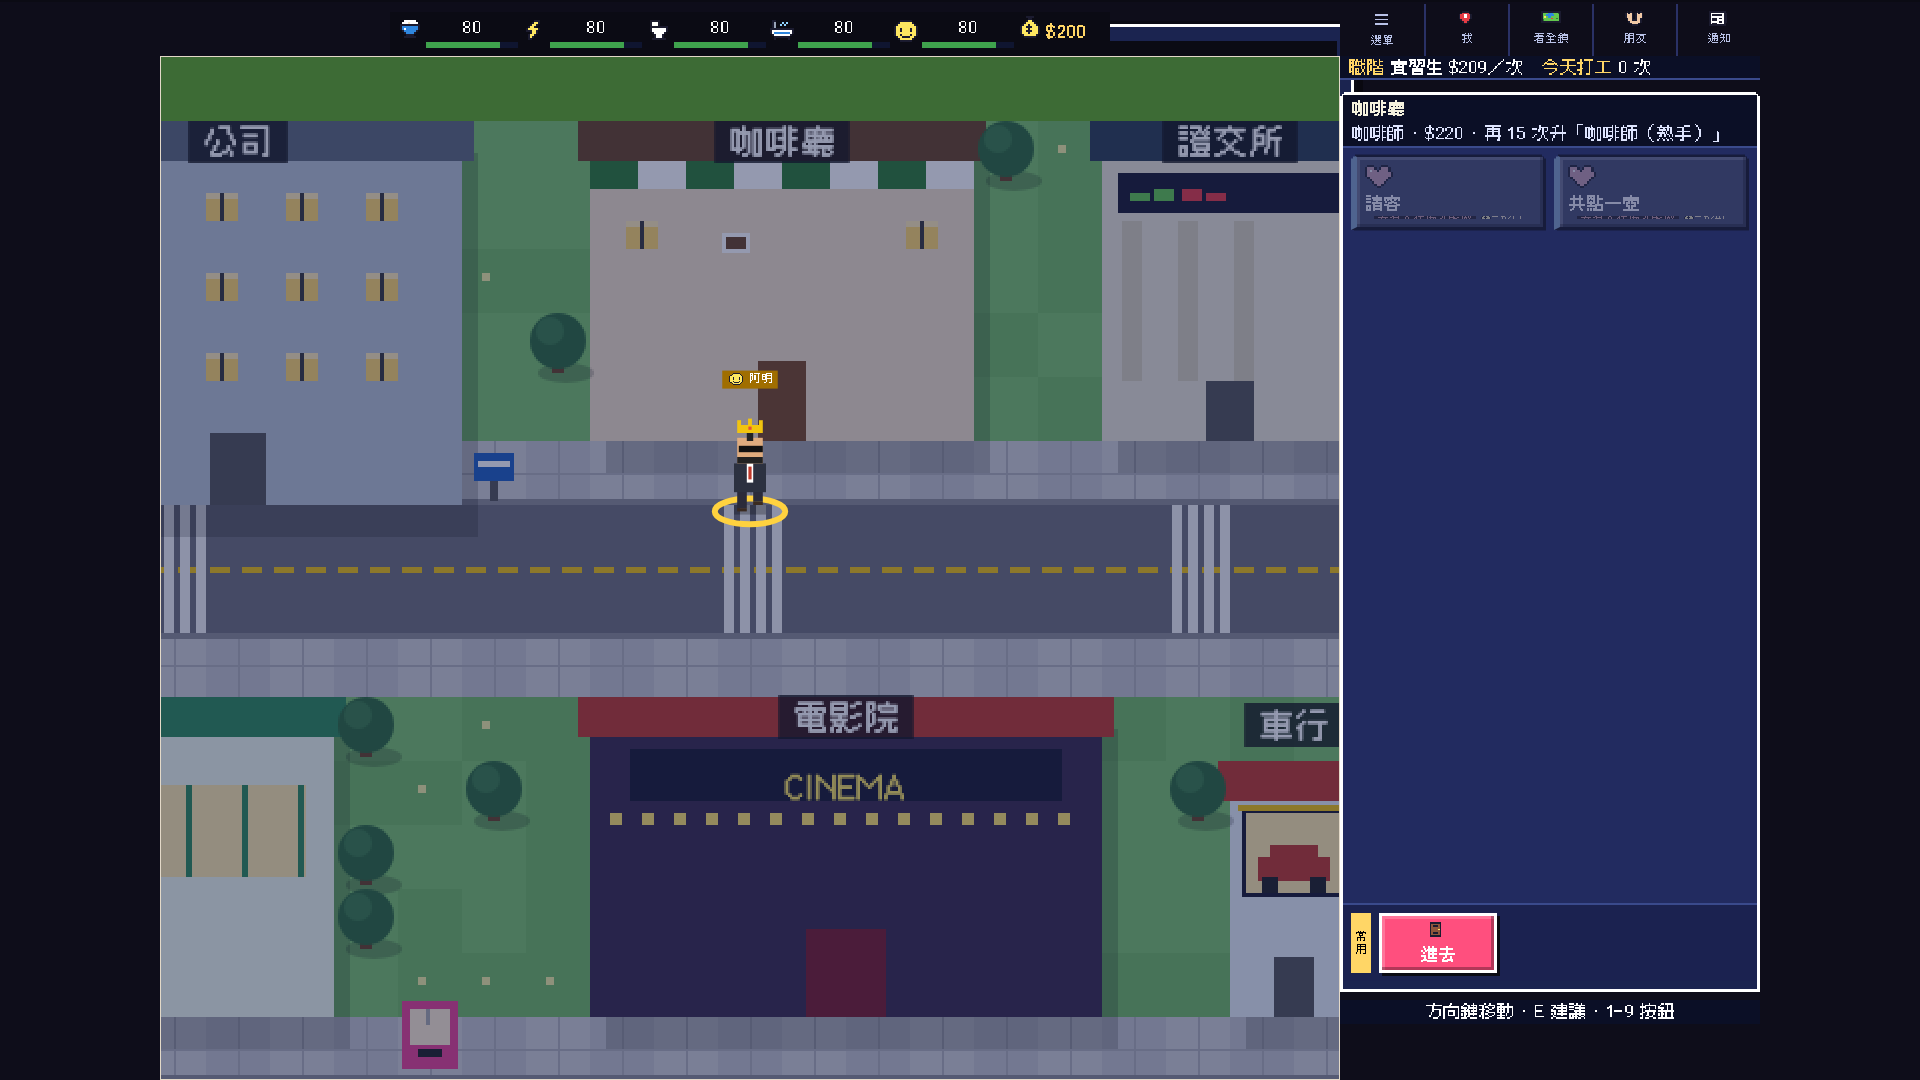 80 80 80 80 80 $200
選單 我 看全鎮 朋友 通知
職階 實習生 $209／次 今天打工 0 次
咖啡廳
咖啡師 · $220 · 再 15 次升「咖啡師（熟手）」
請客 共點一壺
公司 咖啡廳 證交所
阿明
電影院
車行
CINEMA
常用
進去
方向鍵移動 · E 建議 · 1-9 按鈕